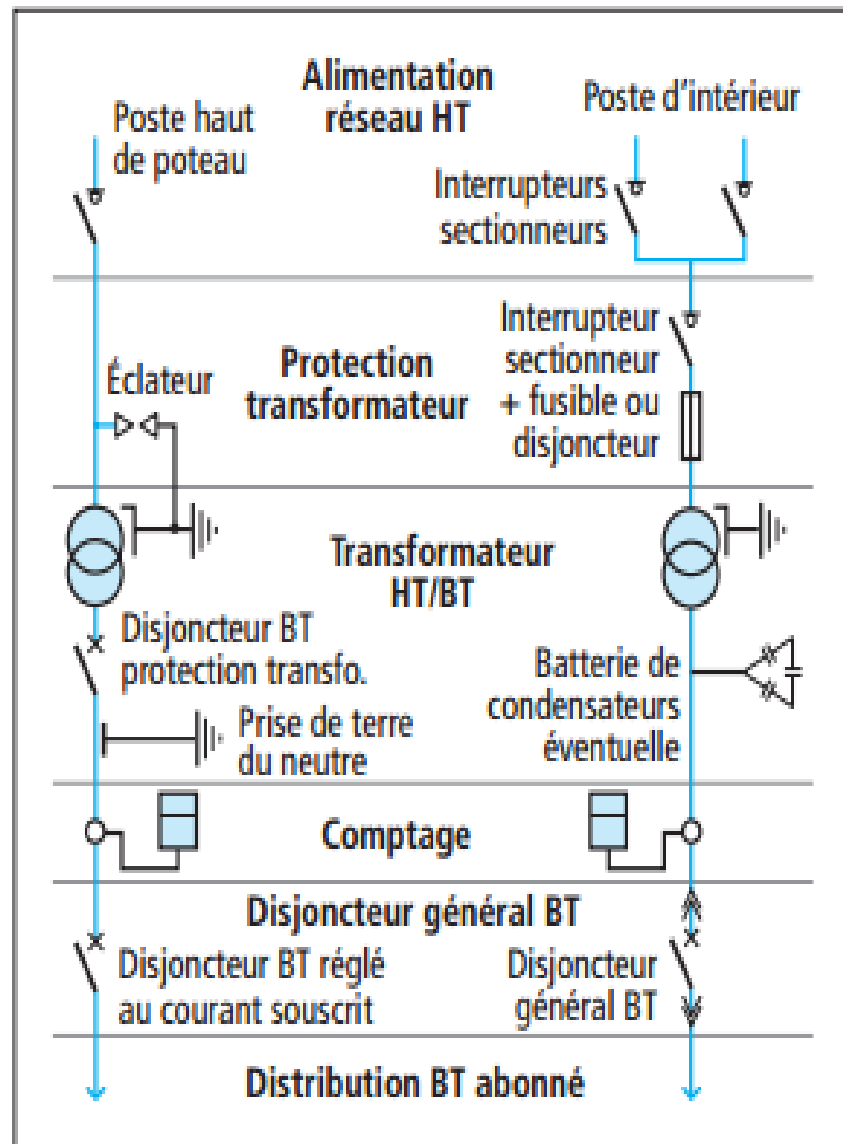 Alimentation
réseau HT
Poste haut
de poteau
Poste d'intérieur
Interrupteurs
sectionneurs
Éclateur
Protection
transformateur
Interrupteur
sectionneur
+ fusible ou
disjoncteur
Transformateur
HT/BT
Disjoncteur BT
protection transfo.
Prise de terre
du neutre
Batterie de
condensateurs
éventuelle
Comptage
Disjoncteur général BT
Disjoncteur BT réglé
au courant souscrit
Disjoncteur
général BT
Distribution BT abonné